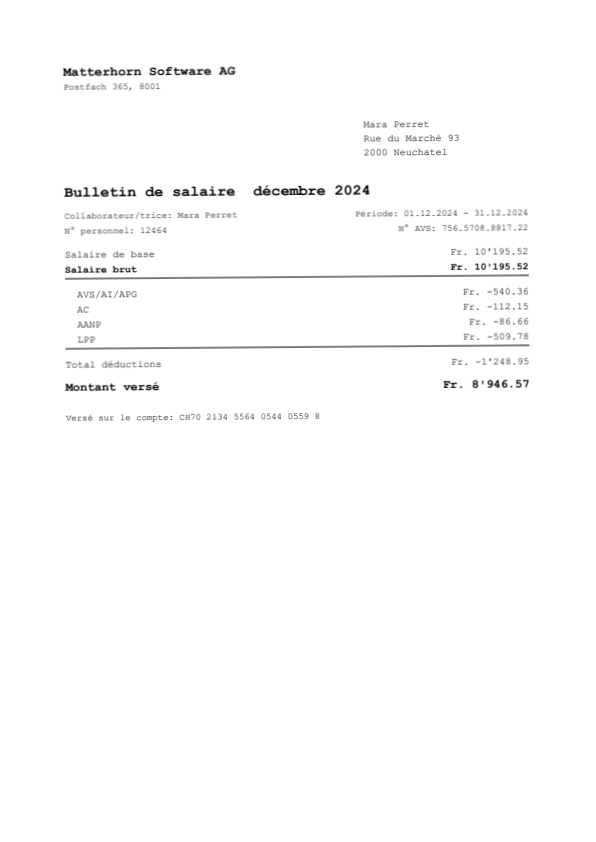 Matterhorn Software AG
Postfach 365, 8001
Mara Perret
Rue du Marché 93
2000 Neuchatel
Bulletin de salaire  décembre 2024
Collaborateur/trice: Mara Perret Période: 01.12.2024 - 31.12.2024
N° personnel: 12464 N° AVS: 756.5708.8817.22
Salaire de base Fr. 10'195.52
Salaire brut Fr. 10'195.52
AVS/AI/APG Fr. -540.36
AC Fr. -112.15
AANP Fr. -86.66
LPP Fr. -509.78
Total déductions Fr. -1'248.95
Montant versé Fr. 8'946.57
Versé sur le compte: CH70 2134 5564 0544 0559 8